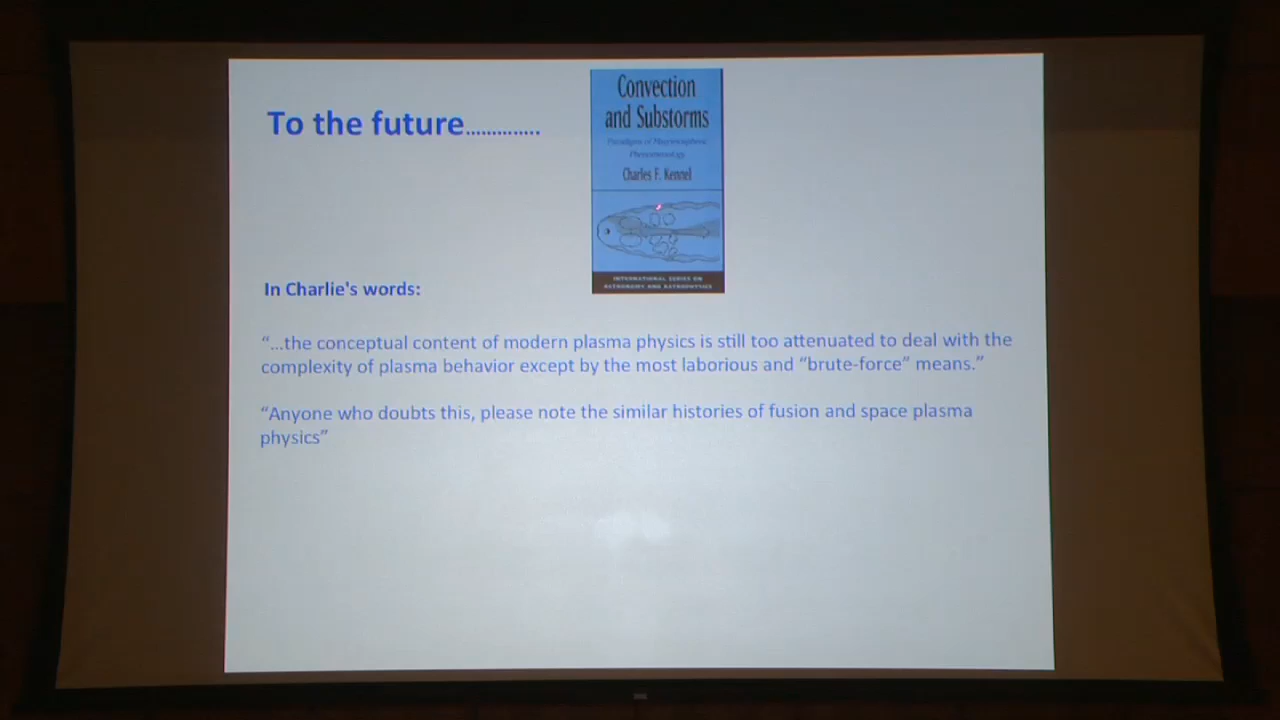 To the future..............
Convection
and Substorms
Paradigms of Magnetospheric
Phenomenology
Charles F. Kennel
INTERNATIONAL SERIES ON
ASTRONOMY AND ASTROPHYSICS
In Charlie's words:
“...the conceptual content of modern plasma physics is still too attenuated to deal with the
complexity of plasma behavior except by the most laborious and “brute-force” means.”
“Anyone who doubts this, please note the similar histories of fusion and space plasma
physics”